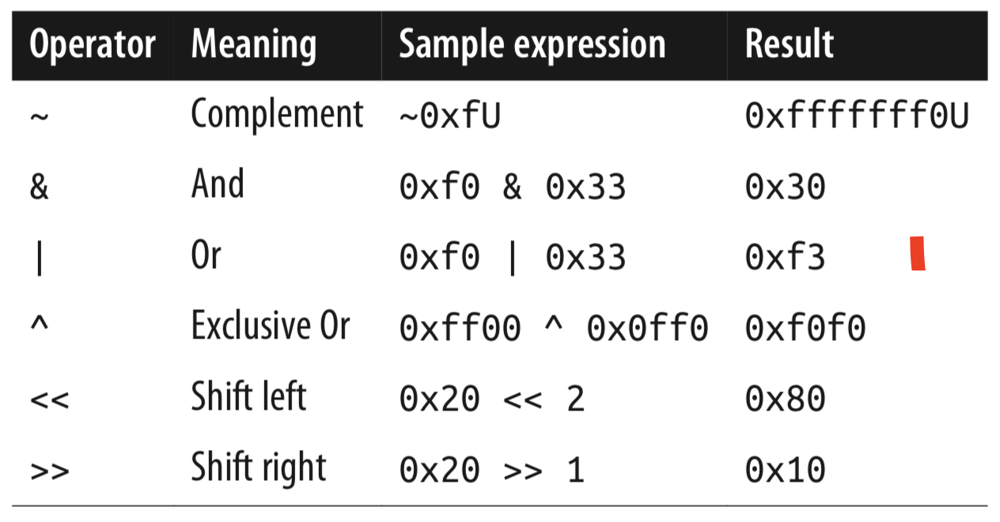 Operator Meaning Sample expression Result
~ Complement ~0xfU 0xfffffff0U
& And 0xf0 & 0x33 0x30
| Or 0xf0 | 0x33 0xf3
^ Exclusive Or 0xff00 ^ 0x0ff0 0xf0f0
<< Shift left 0x20 << 2 0x80
>> Shift right 0x20 >> 1 0x10